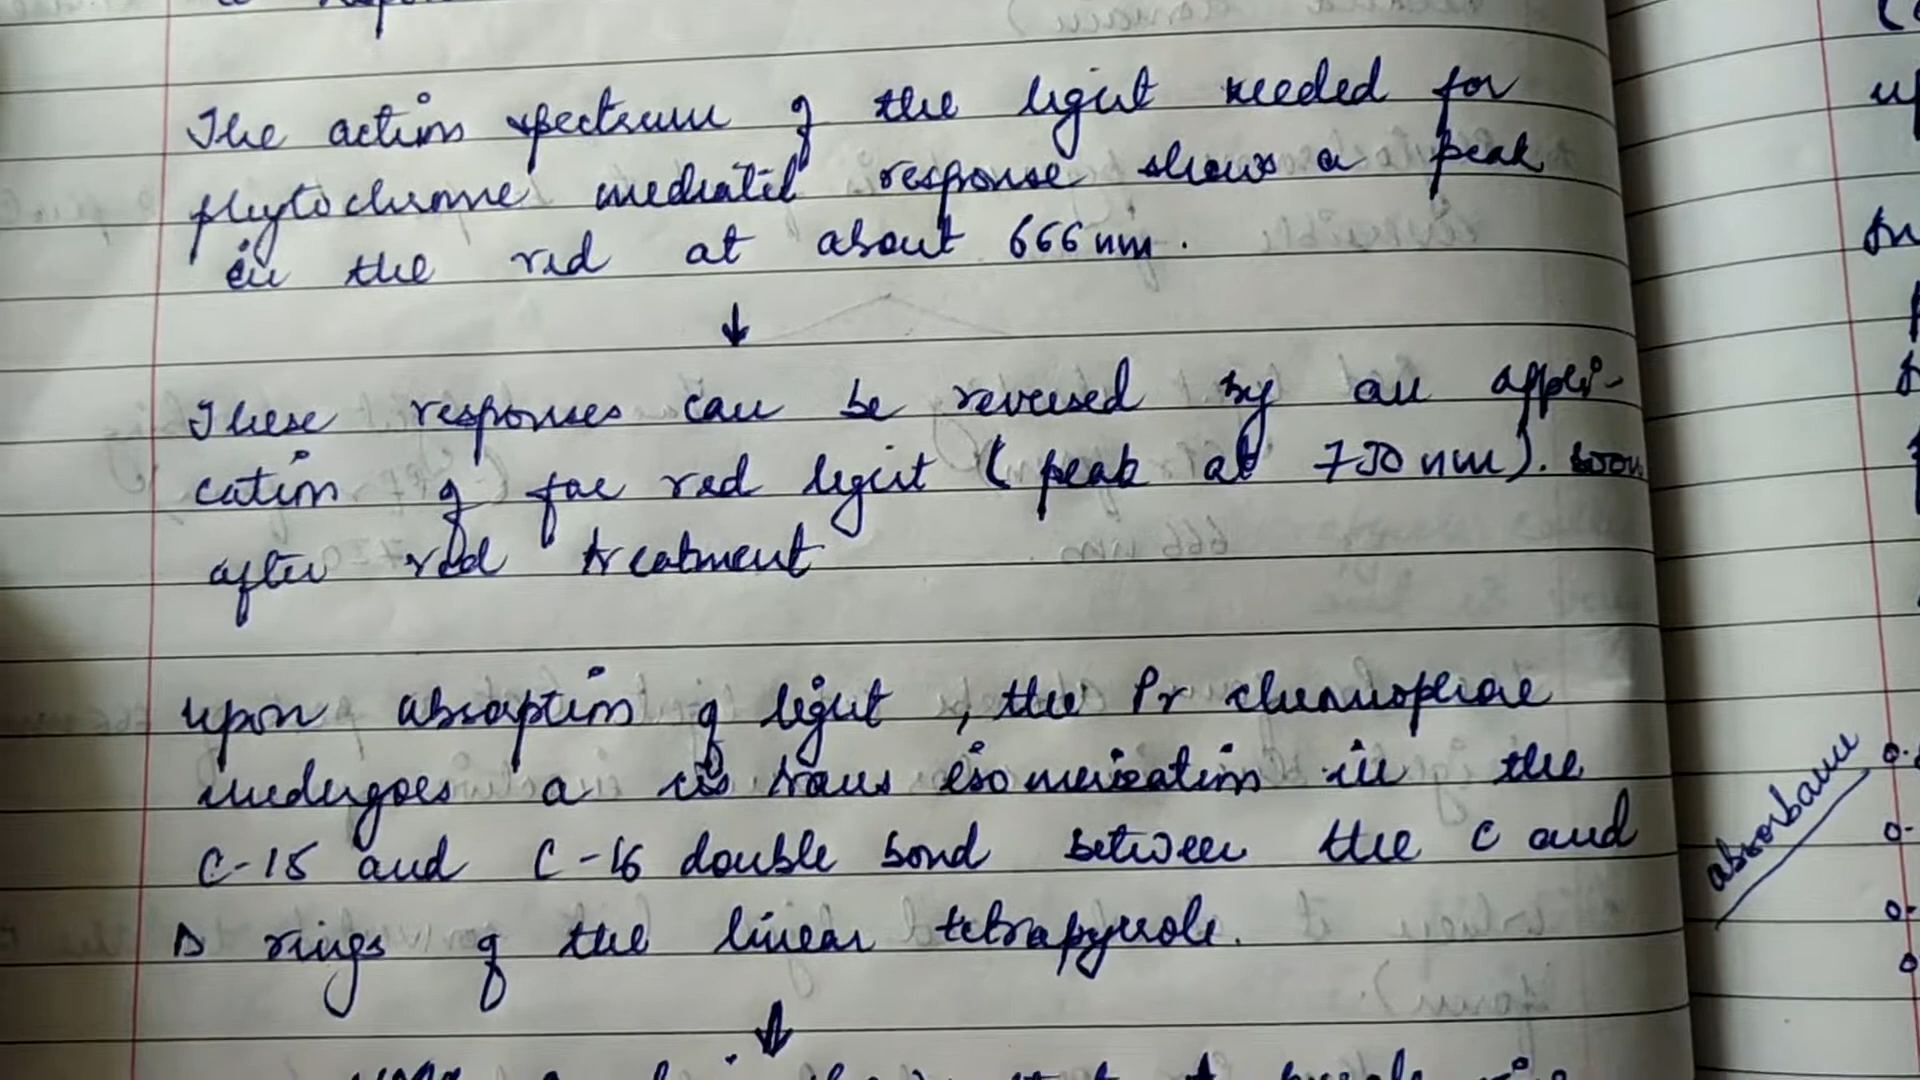 The action spectrum of the light needed for
phytochrome mediated response shows a peak
in the red at about 666 nm.
↓
These responses can be reversed by an appli-
cation of far red light (peak at 730 nm). soon
after red treatment
upon absorption of light, the Pr chromophore
undergoes a cis trans isomerization in the
C-15 and C-16 double bond between the C and
D rings of the linear tetrapyrrole.
↓
absorbance